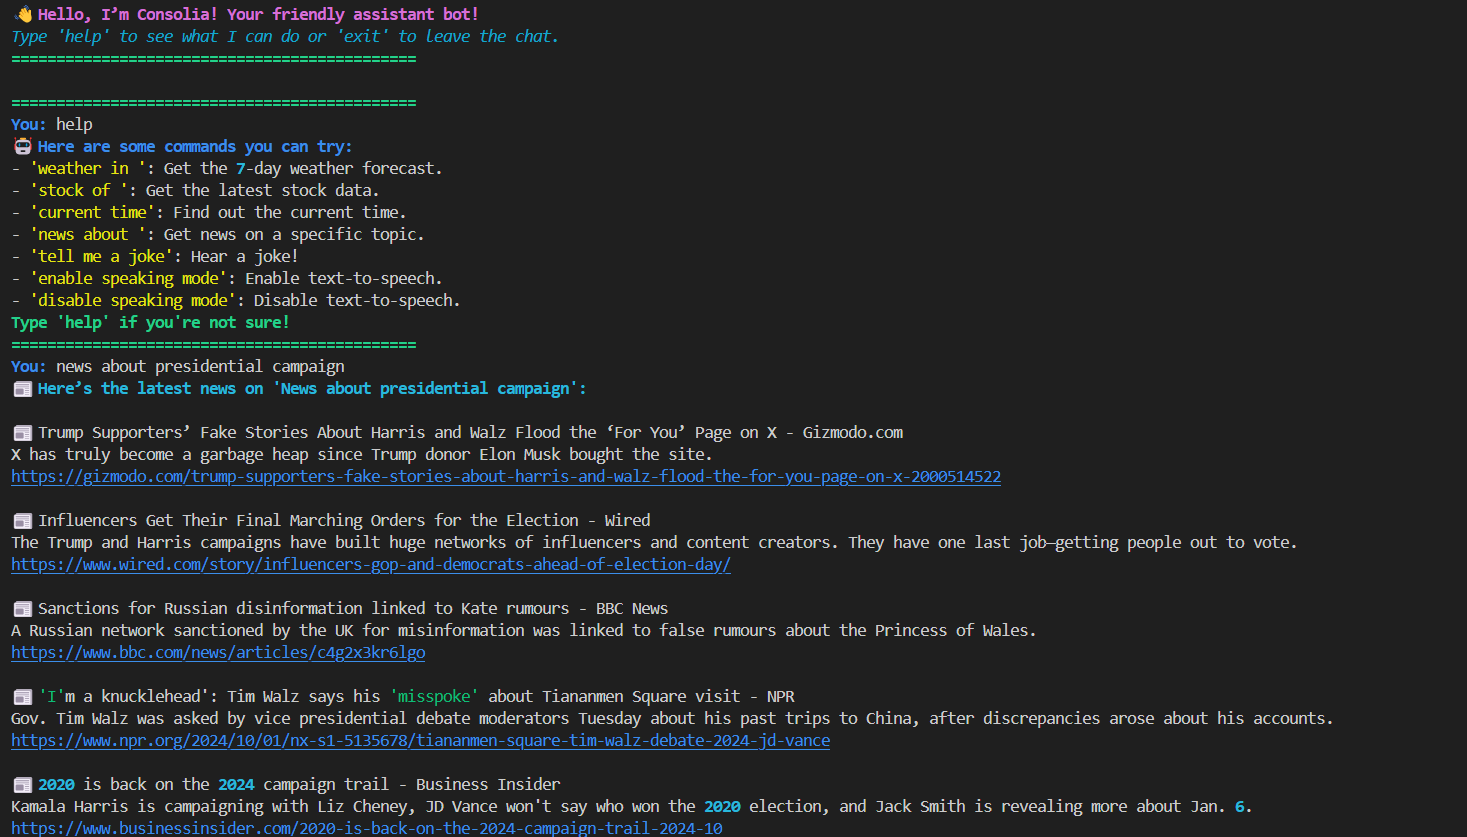 👋 Hello, I’m Consolia! Your friendly assistant bot!
Type 'help' to see what I can do or 'exit' to leave the chat.
=============================================
=============================================
You: help
🤖 Here are some commands you can try:
- 'weather in ': Get the 7-day weather forecast.
- 'stock of ': Get the latest stock data.
- 'current time': Find out the current time.
- 'news about ': Get news on a specific topic.
- 'tell me a joke': Hear a joke!
- 'enable speaking mode': Enable text-to-speech.
- 'disable speaking mode': Disable text-to-speech.
Type 'help' if you're not sure!
=============================================
You: news about presidential campaign
📰 Here’s the latest news on 'News about presidential campaign':
📰 Trump Supporters’ Fake Stories About Harris and Walz Flood the ‘For You’ Page on X - Gizmodo.com
X has truly become a garbage heap since Trump donor Elon Musk bought the site.
https://gizmodo.com/trump-supporters-fake-stories-about-harris-and-walz-flood-the-for-you-page-on-x-2000514522
📰 Influencers Get Their Final Marching Orders for the Election - Wired
The Trump and Harris campaigns have built huge networks of influencers and content creators. They have one last job—getting people out to vote.
https://www.wired.com/story/influencers-gop-and-democrats-ahead-of-election-day/
📰 Sanctions for Russian disinformation linked to Kate rumours - BBC News
A Russian network sanctioned by the UK for misinformation was linked to false rumours about the Princess of Wales.
https://www.bbc.com/news/articles/c4g2x3kr6lgo
📰 'I'm a knucklehead': Tim Walz says his 'misspoke' about Tiananmen Square visit - NPR
Gov. Tim Walz was asked by vice presidential debate moderators Tuesday about his past trips to China, after discrepancies arose about his accounts.
https://www.npr.org/2024/10/01/nx-s1-5135678/tiananmen-square-tim-walz-debate-2024-jd-vance
📰 2020 is back on the 2024 campaign trail - Business Insider
Kamala Harris is campaigning with Liz Cheney, JD Vance won't say who won the 2020 election, and Jack Smith is revealing more about Jan. 6.
https://www.businessinsider.com/2020-is-back-on-the-2024-campaign-trail-2024-10